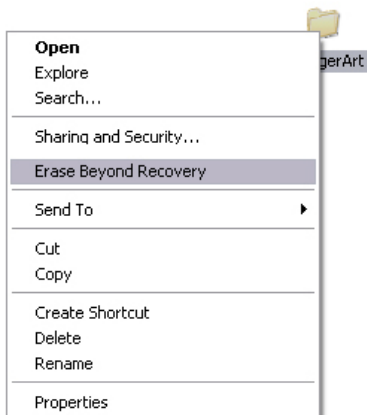 gerArt
Open
Explore
Search...
Sharing and Security...
Erase Beyond Recovery
Send To
Cut
Copy
Create Shortcut
Delete
Rename
Properties